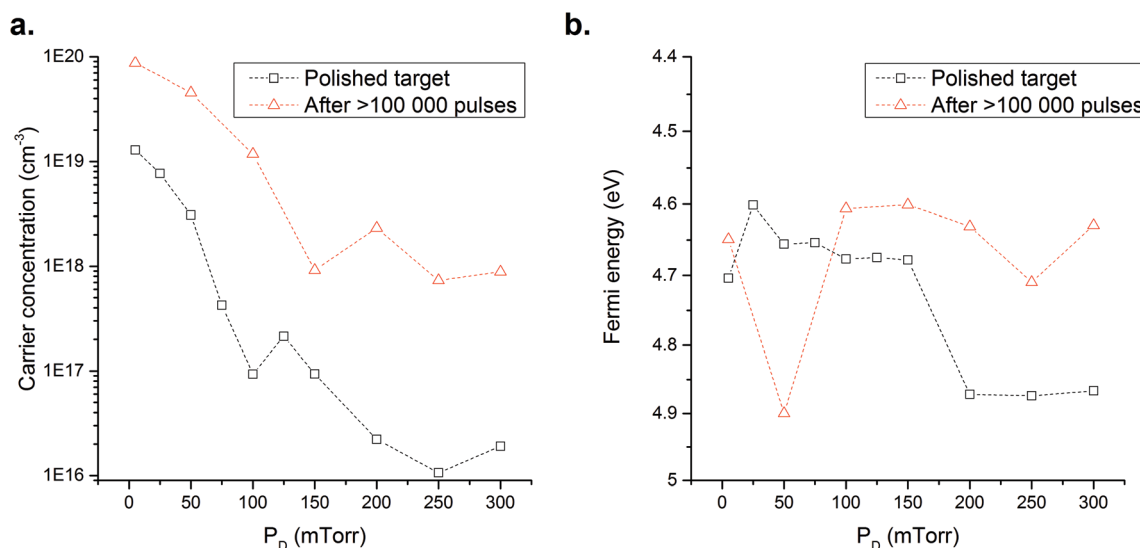 a.
1E20
1E19
1E18
1E17
1E16
Carrier concentration (cm-3)
Polished target
After >100 000 pulses
0 50 100 150 200 250 300
PD (mTorr)
b.
4.4
4.5
4.6
4.7
4.8
4.9
5
Fermi energy (eV)
Polished target
After >100 000 pulses
0 50 100 150 200 250 300
PD (mTorr)